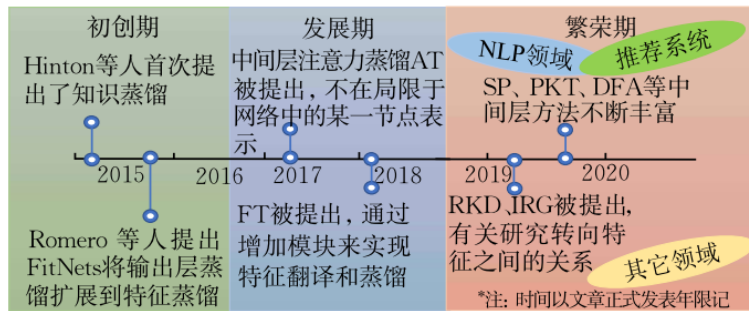 初创期
Hinton等人首次提
出了知识蒸馏
2015
2016
Romero 等人提出
FitNets将输出层蒸
馏扩展到特征蒸馏
发展期
中间层注意力蒸馏AT
被提出，不在局限于
网络中的某一节点表
示
2017
2018
FT被提出，通过
增加模块来实现
特征翻译和蒸馏
繁荣期
NLP领域
推荐系统
SP、PKT、DFA等中
间层方法不断丰富
2019
2020
RKD、IRG被提出，
有关研究转向特
征之间的关系
其它领域
*注：时间以文章正式发表年限记